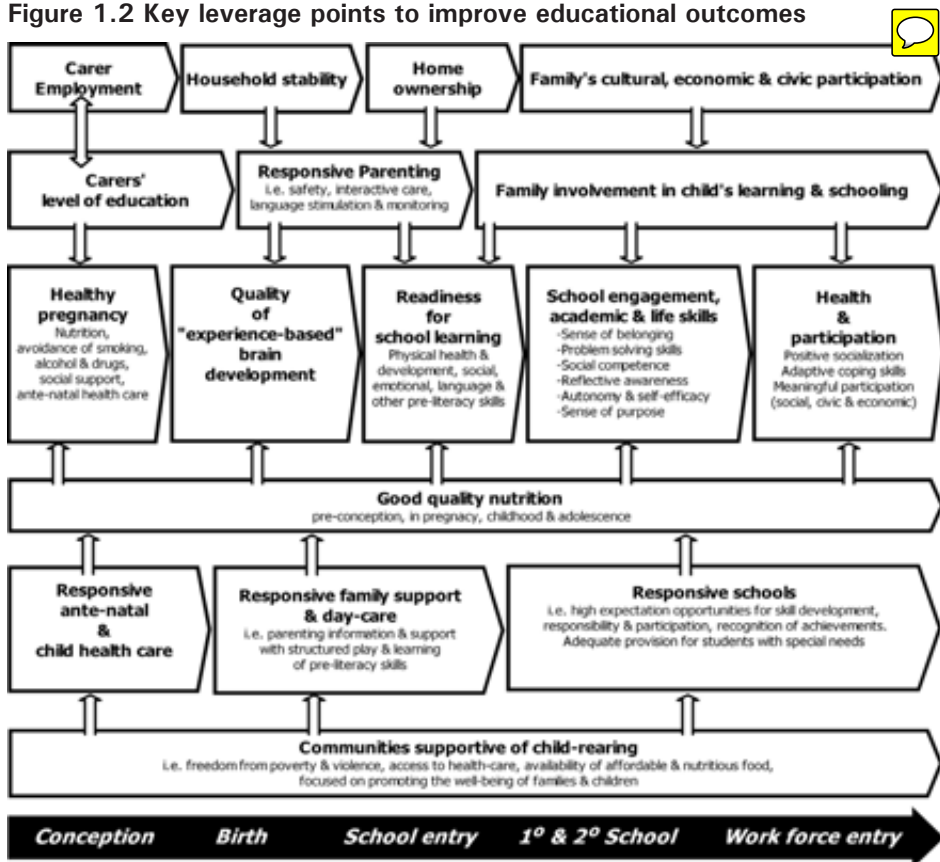 Figure 1.2 Key leverage points to improve educational outcomes
Carer
Employment
Household stability
Home
ownership
Family's cultural, economic & civic participation
Carers'
level of education
Responsive Parenting
i.e. safety, interactive care,
language stimulation & monitoring
Family involvement in child's learning & schooling
Healthy
pregnancy
Nutrition,
avoidance of smoking,
alcohol & drugs,
social support,
ante-natal health care
Quality
of
"experience-based"
brain
development
Readiness
for
school learning
Physical health &
development, social,
emotional, language &
other pre-literacy skills
School engagement,
academic & life skills
-Sense of belonging
-Problem solving skills
-Social competence
-Reflective awareness
-Autonomy & self-efficacy
-Sense of purpose
Health
&
participation
Positive socialization
Adaptive coping skills
Meaningful participation
(social, civic & economic)
Good quality nutrition
pre-conception, in pregnacy, childhood & adolescence
Responsive
ante-natal
&
child health care
Responsive family support
& day-care
i.e. parenting information & support
with structured play & learning
of pre-literacy skills
Responsive schools
i.e. high expectation opportunities for skill development,
responsibility & participation, recognition of achievements.
Adequate provision for students with special needs
Communities supportive of child-rearing
i.e. freedom from poverty & violence, access to health-care, availability of affordable & nutritious food,
focused on promoting the well-being of families & children
Conception
Birth
School entry
1º & 2º School
Work force entry